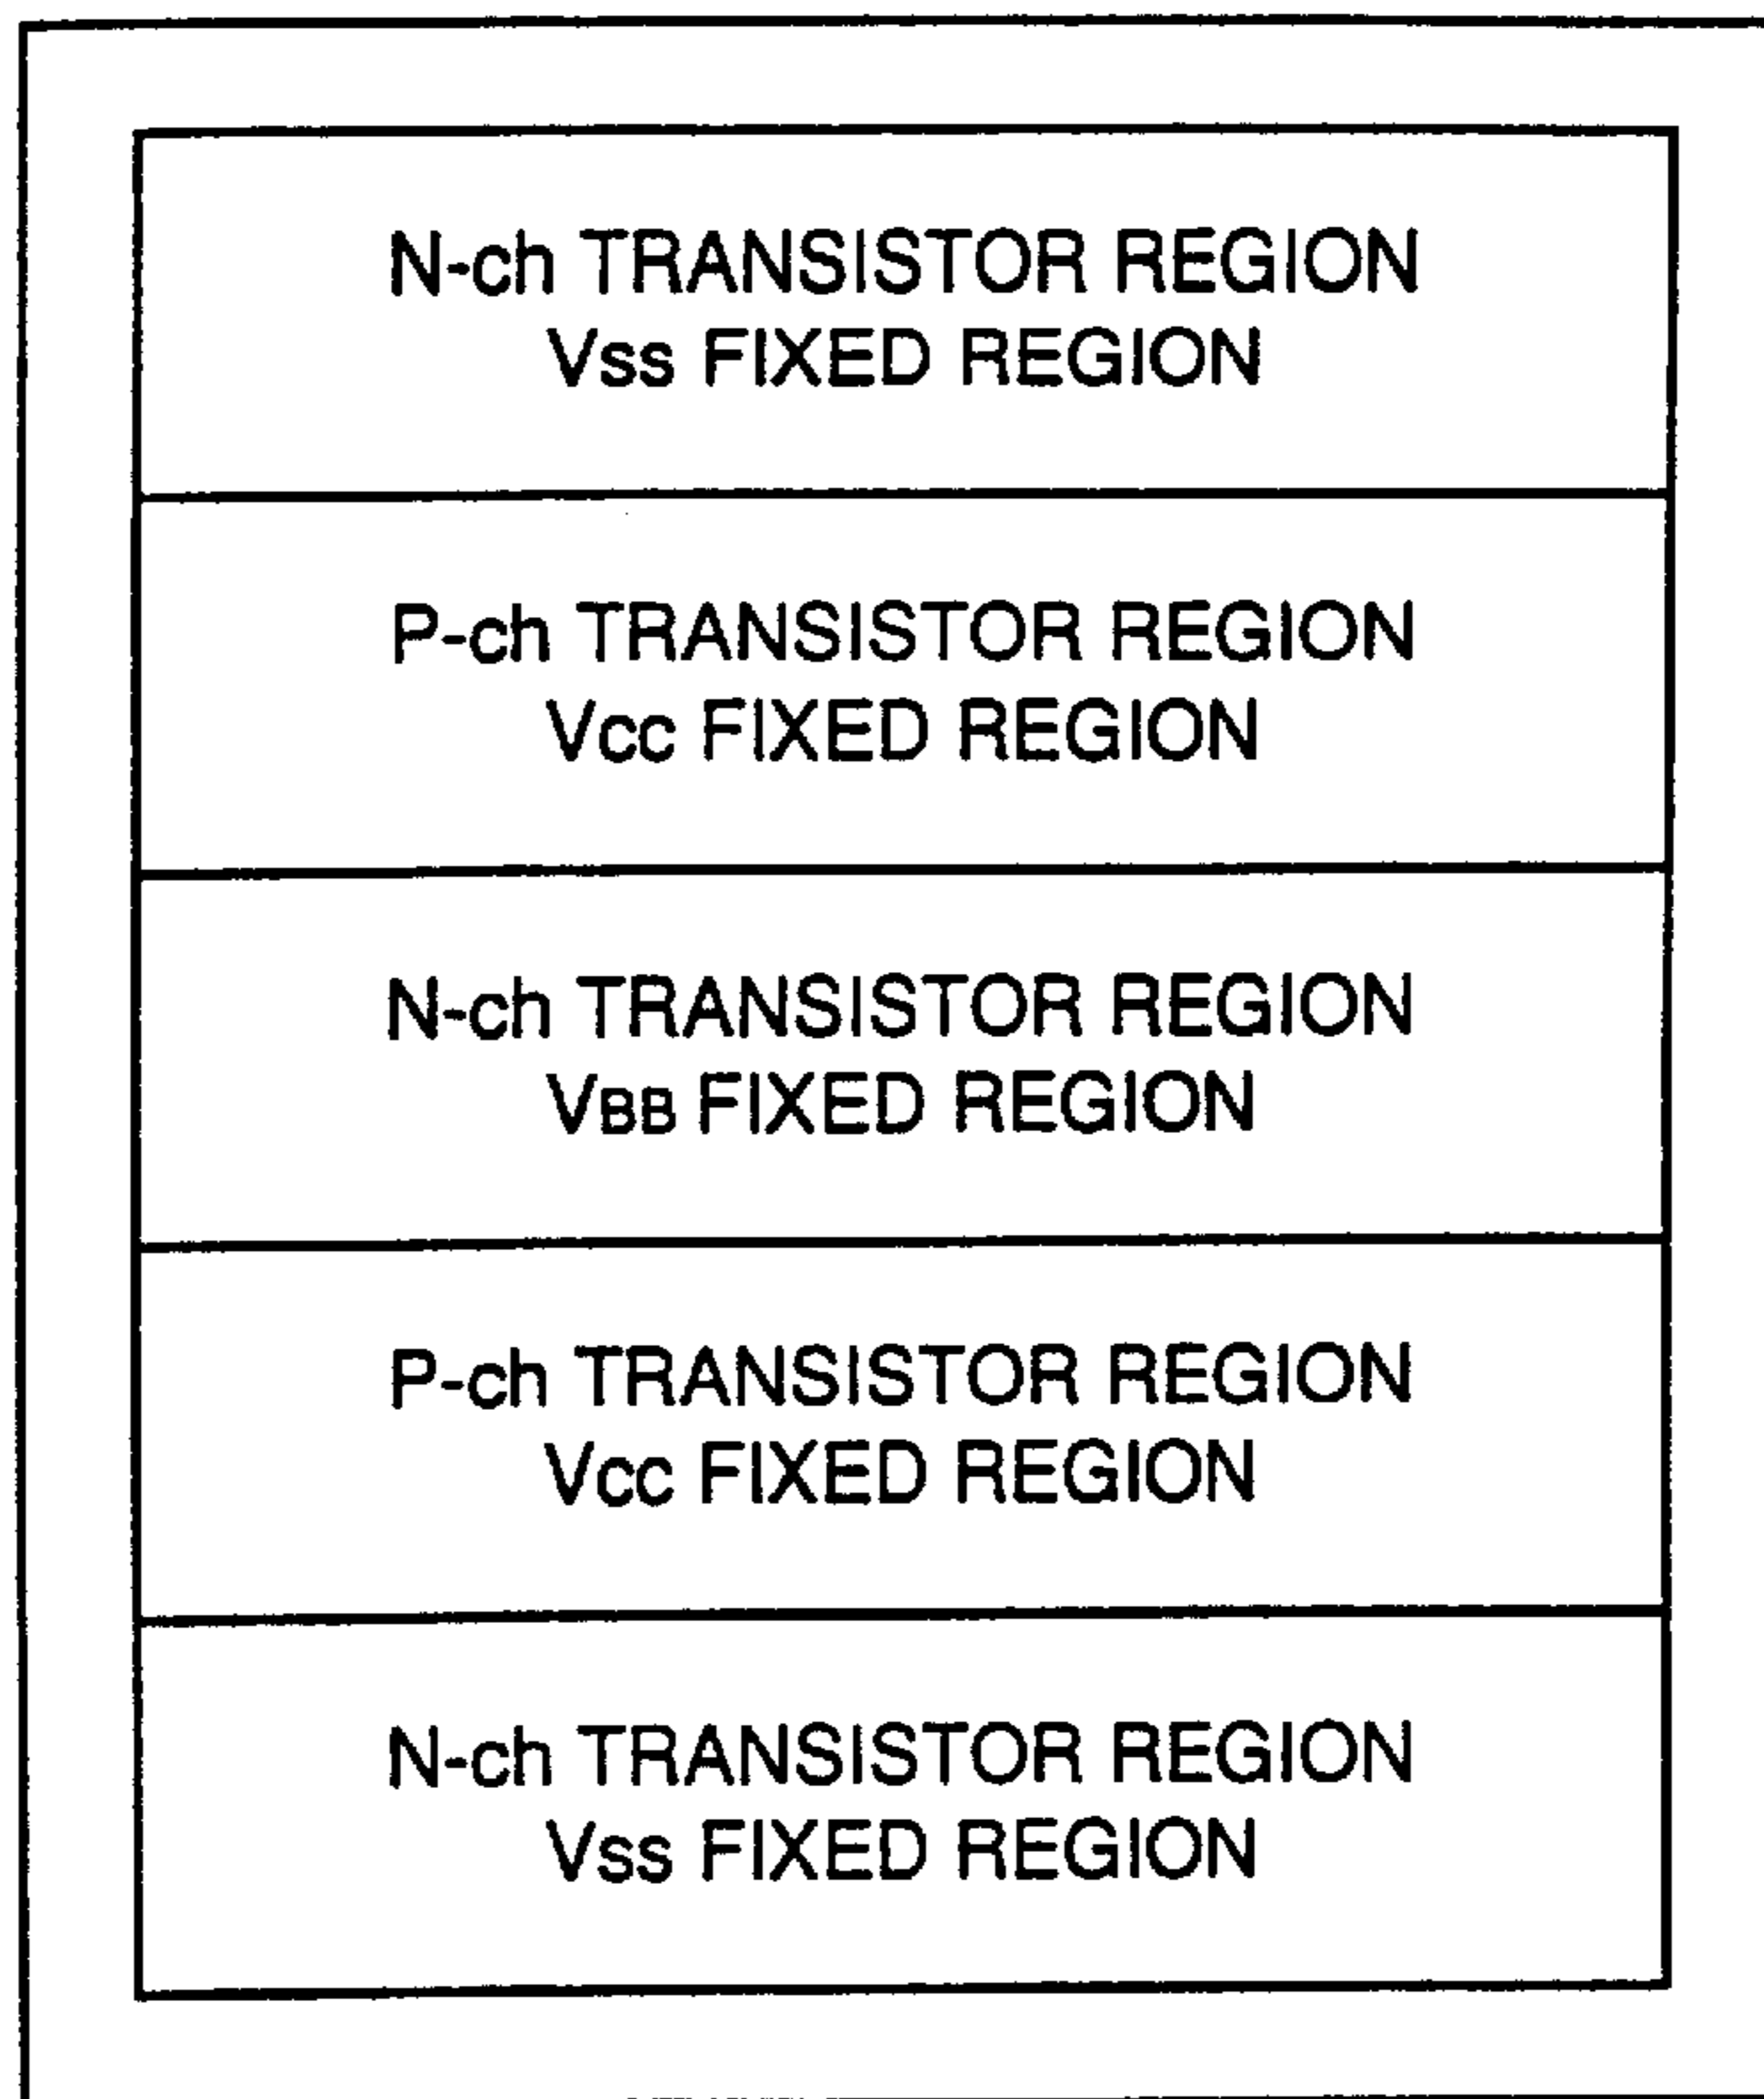 N-ch TRANSISTOR REGION
Vss FIXED REGION
P-ch TRANSISTOR REGION
Vcc FIXED REGION
N-ch TRANSISTOR REGION
VBB FIXED REGION
P-ch TRANSISTOR REGION
Vcc FIXED REGION
N-ch TRANSISTOR REGION
Vss FIXED REGION